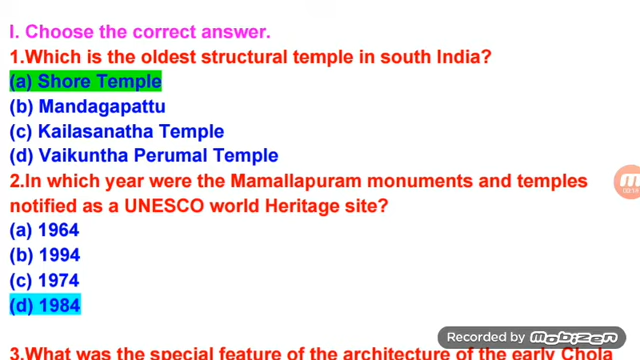 I. Choose the correct answer.
1.Which is the oldest structural temple in south India?
(a) Shore Temple
(b) Mandagapattu
(c) Kailasanatha Temple
(d) Vaikuntha Perumal Temple
2.In which year were the Mamallapuram monuments and temples
notified as a UNESCO world Heritage site?
(a) 1964
(b) 1994
(c) 1974
(d) 1984
3.What was the special feature of the architecture of the early Chola
Recorded by mobizen